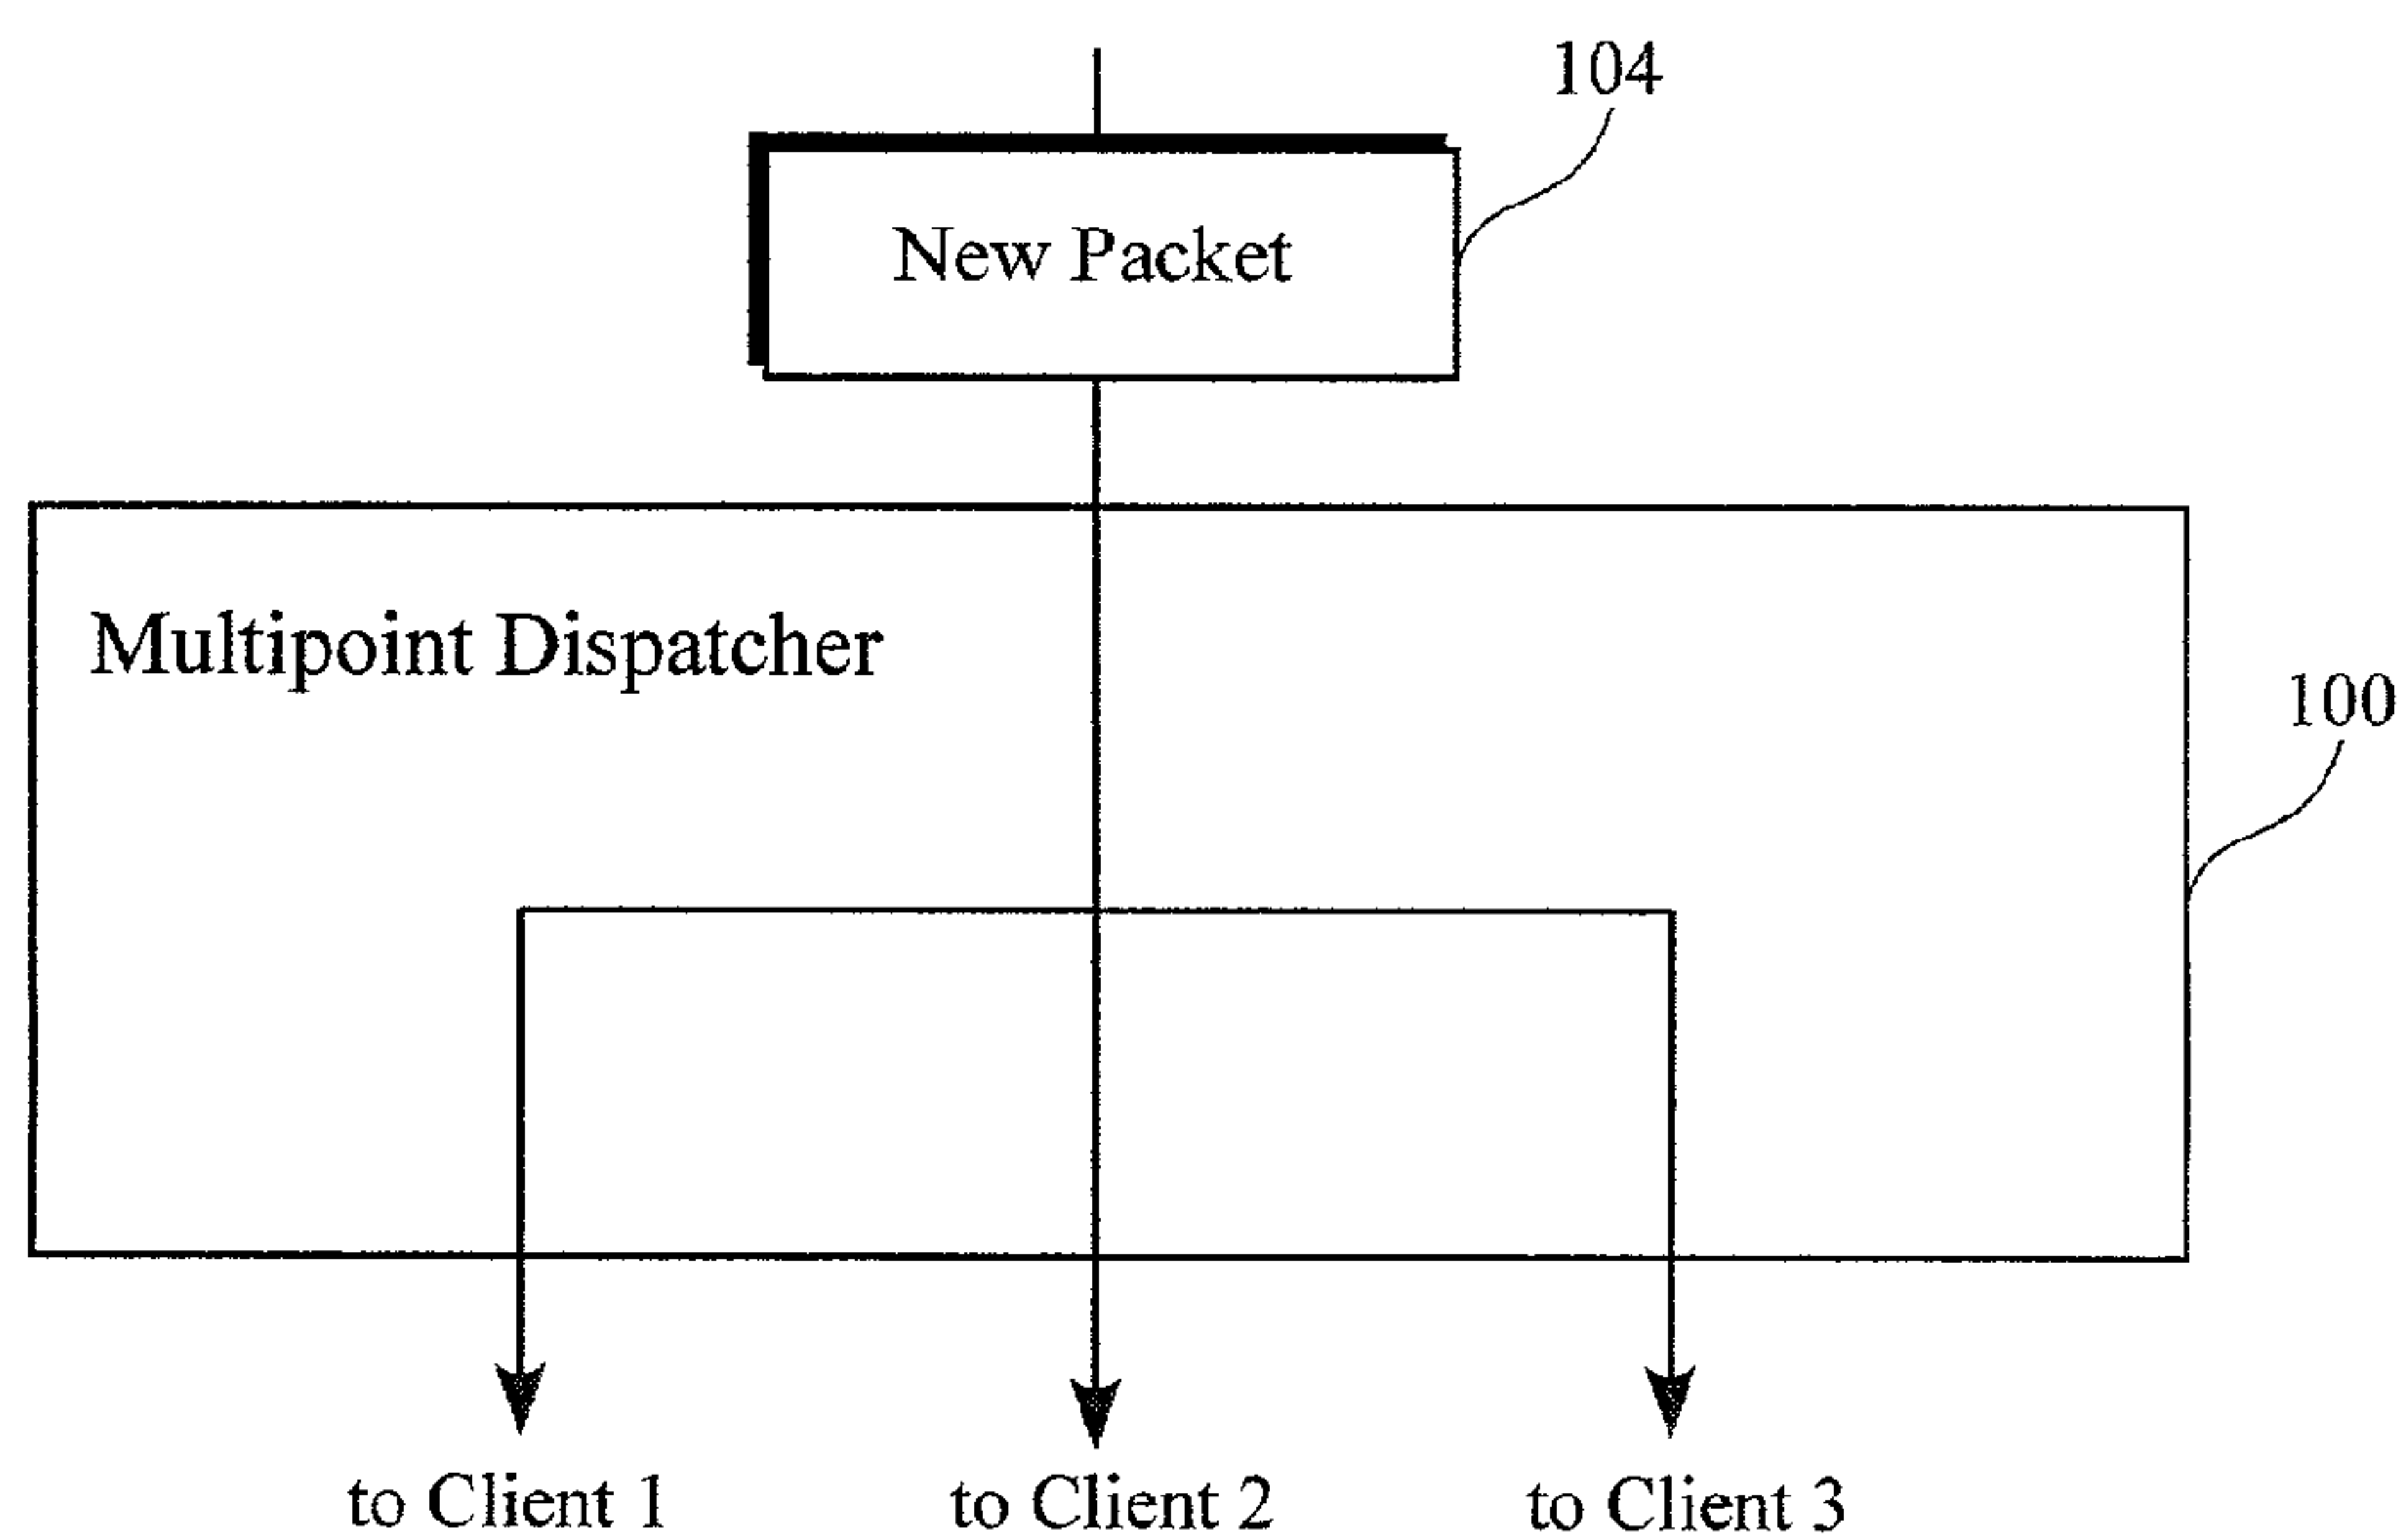 104
New Packet
Multipoint Dispatcher
100
to Client 1
to Client 2
to Client 3